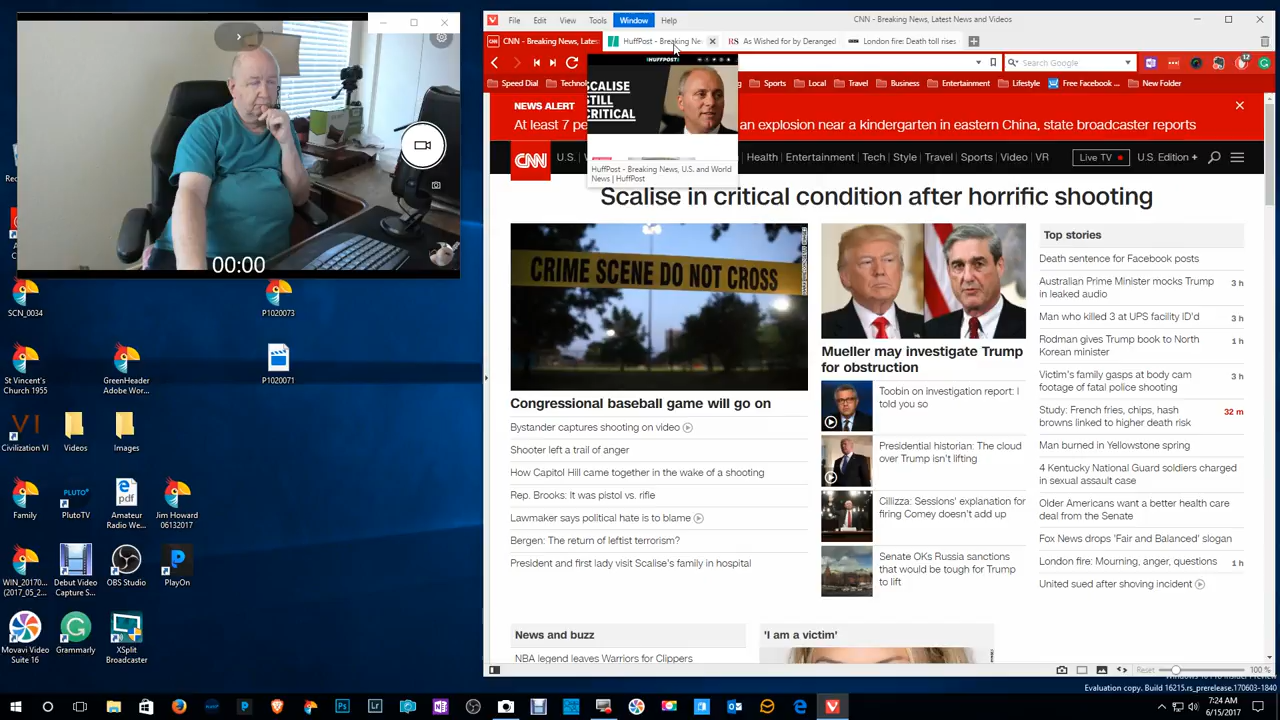 File Edit View Tools Window Help
CNN - Breaking News, Latest News and Videos
CNN - Breaking News, Lates
HuffPost - Breaking Ne
RS As Wished for by Deranged
London fire: Death toll rises
Search Google
12
Speed Dial
Technol
Sports
Local
Travel
Business
Entertainment
Lifestyle
Free Facebook ...
New Folder
HUFFPOST
SCALISE
STILL
CRITICAL
HuffPost - Breaking News, U.S. and World
News | HuffPost
NEWS ALERT
At least 7 pe
an explosion near a kindergarten in eastern China, state broadcaster reports
CNN
U.S.
Health Entertainment Tech Style Travel Sports Video VR
Live TV
U.S. Edition +
Scalise in critical condition after horrific shooting
CRIME SCENE DO NOT CROSS
Congressional baseball game will go on
Bystander captures shooting on video
Shooter left a trail of anger
How Capitol Hill came together in the wake of a shooting
Rep. Brooks: It was pistol vs. rifle
Lawmaker says political hate is to blame
Bergen: The return of leftist terrorism?
President and first lady visit Scalise's family in hospital
Mueller may investigate Trump
for obstruction
Toobin on investigation report: I
told you so
Presidential historian: The cloud
over Trump isn't lifting
Cillizza: Sessions' explanation for
firing Comey doesn't add up
Senate OKs Russia sanctions
that would be tough for Trump
to lift
Top stories
Death sentence for Facebook posts
Australian Prime Minister mocks Trump 3 h
in leaked audio
Man who killed 3 at UPS facility ID'd 3 h
Rodman gives Trump book to North 1 h
Korean minister
Victim's family gasps at body cam 3 h
footage of fatal police shooting
Study: French fries, chips, hash 32 m
browns linked to higher death risk
Man burned in Yellowstone spring
4 Kentucky National Guard soldiers charged
in sexual assault case
Older Americans want a better health care
deal from the Senate
Fox News drops 'Fair and Balanced' slogan
London fire: Mourning, anger, questions 1 h
United sued after shoving incident
News and buzz
NBA legend leaves Warriors for Clippers
'I am a victim'
Reset
100 %
00:00
SCN_0034
P1020073
St Vincent's
Church 1955
GreenHeader
Adobe Wor...
P1020071
VI
Civilization VI
Videos
Images
Family
PLUTO
PlutoTV
pdf
Amateur
Radio We...
Jim Howard
06132017
WIN_20170...
(2017_05_2...
Debut Video
Capture S...
OBS Studio
PlayOn
Movavi Video
Suite 16
Grammarly
XSplit
Broadcaster
Evaluation copy. Build 16215.rs_prerelease.170603-1840
7:24 AM
6/15/2017